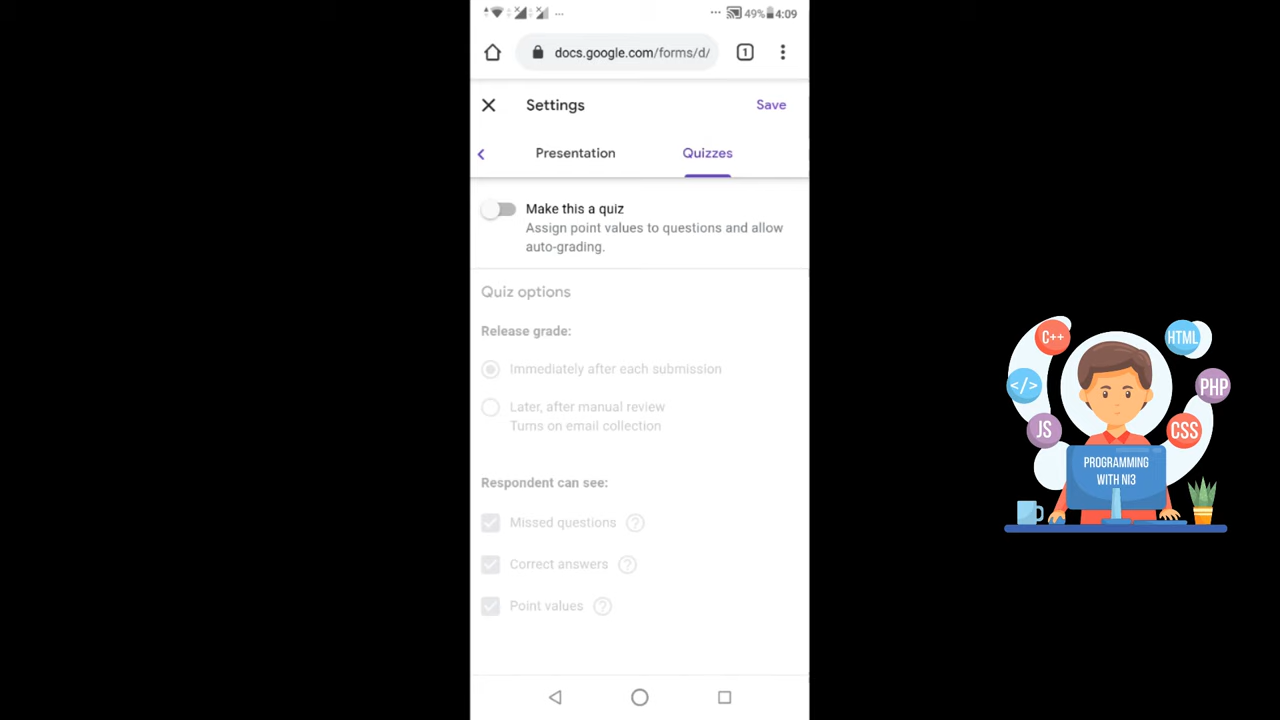 49% 4:09
docs.google.com/forms/d/
1
Settings
Save
Presentation
Quizzes
Make this a quiz
Assign point values to questions and allow
auto-grading.
Quiz options
Release grade:
Immediately after each submission
Later, after manual review
Turns on email collection
Respondent can see:
Missed questions ?
Correct answers ?
Point values ?
C++
HTML
</>
PHP
JS
CSS
PROGRAMMING
WITH NI3